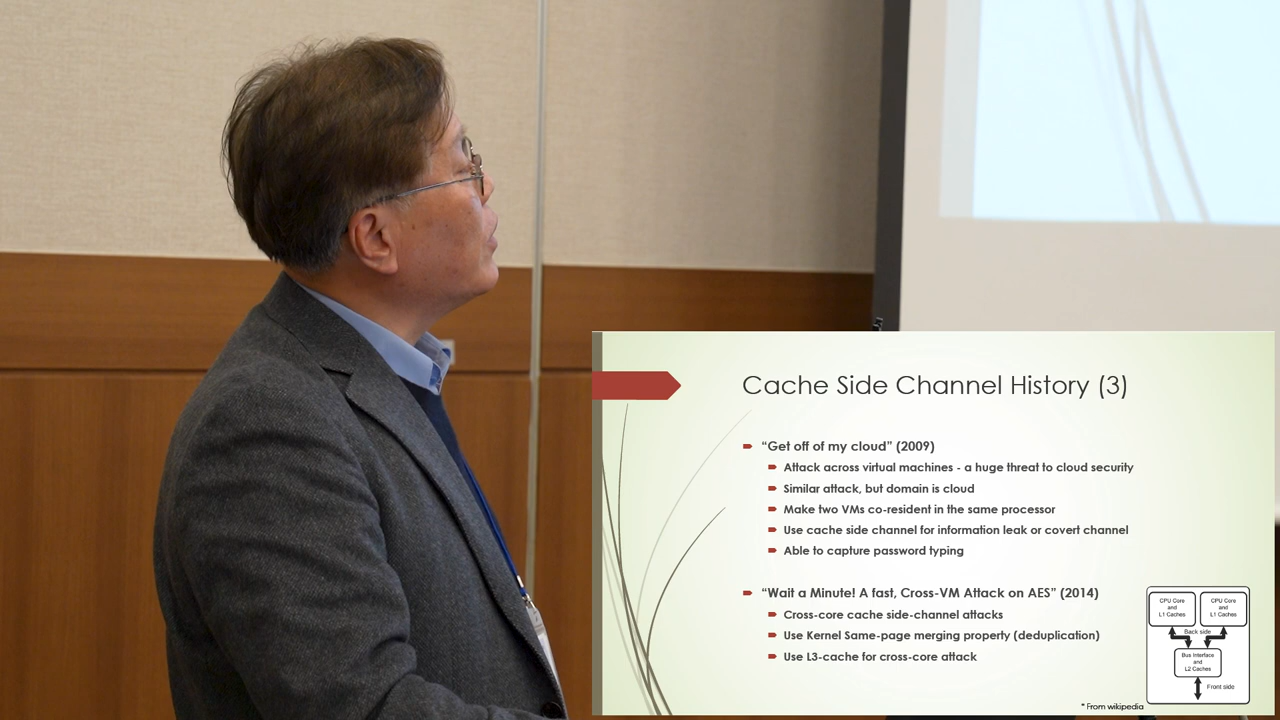 Cache Side Channel History (3)
“Get off of my cloud” (2009)
Attack across virtual machines - a huge threat to cloud security
Similar attack, but domain is cloud
Make two VMs co-resident in the same processor
Use cache side channel for information leak or covert channel
Able to capture password typing
“Wait a Minute! A fast, Cross-VM Attack on AES” (2014)
Cross-core cache side-channel attacks
Use Kernel Same-page merging property (deduplication)
Use L3-cache for cross-core attack
CPU Core
and
L1 Caches
CPU Core
and
L1 Caches
Back side
Bus Interface
and
L2 Caches
Front side
* From wikipedia